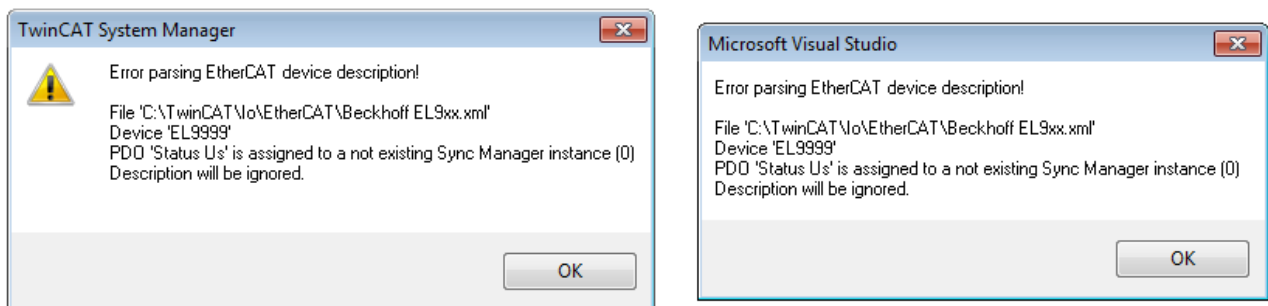 TwinCAT System Manager
Error parsing EtherCAT device description!
File 'C:\TwinCAT\Io\EtherCAT\Beckhoff EL9xx.xml'
Device 'EL9999'
PDO 'Status Us' is assigned to a not existing Sync Manager instance (0)
Description will be ignored.
OK
Microsoft Visual Studio
Error parsing EtherCAT device description!
File 'C:\TwinCAT\Io\EtherCAT\Beckhoff EL9xx.xml'
Device 'EL9999'
PDO 'Status Us' is assigned to a not existing Sync Manager instance (0)
Description will be ignored.
OK